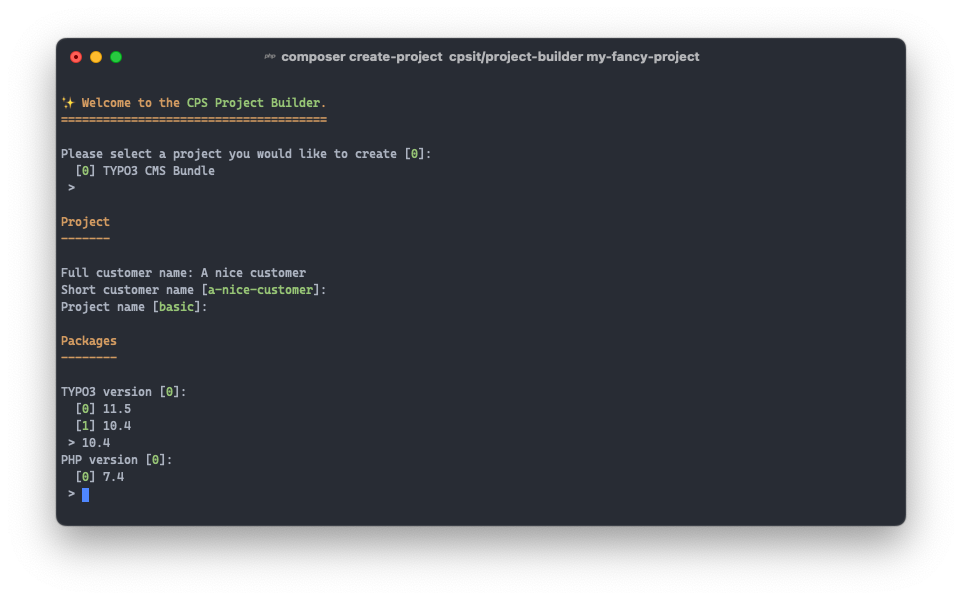 php composer create-project cpsit/project-builder my-fancy-project
✨ Welcome to the CPS Project Builder.
======================================
Please select a project you would like to create [0]:
[0] TYPO3 CMS Bundle
>
Project
-------
Full customer name: A nice customer
Short customer name [a-nice-customer]:
Project name [basic]:
Packages
--------
TYPO3 version [0]:
[0] 11.5
[1] 10.4
> 10.4
PHP version [0]:
[0] 7.4
>